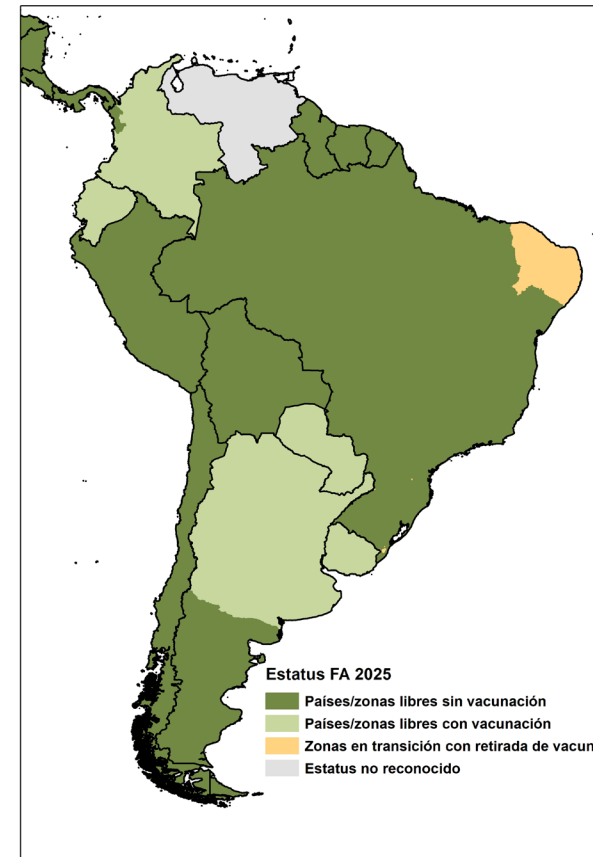 Estatus FA 2025
Países/zonas libres sin vacunación
Países/zonas libres con vacunación
Zonas en transición con retirada de vacun
Estatus no reconocido